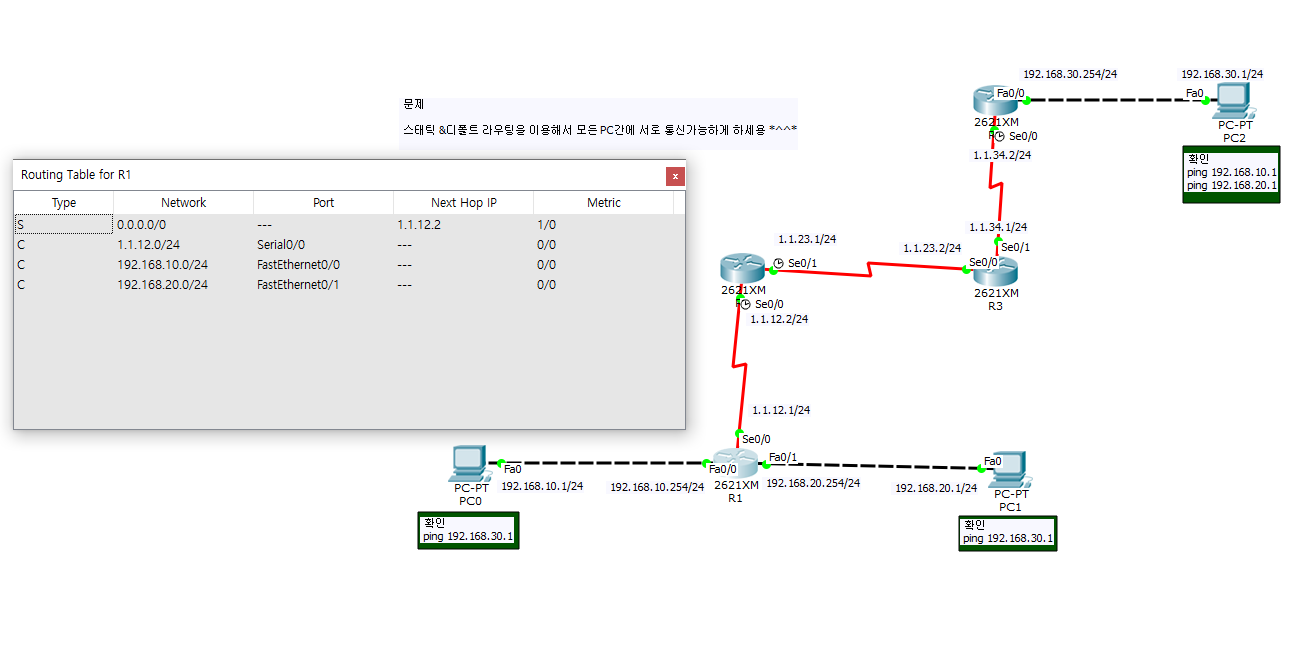 문제
스태틱 &디폴트 라우팅을 이용해서 모든 PC간에 서로 통신가능하게 하세용 *^^*
Routing Table for R1
x
Type Network Port Next Hop IP Metric
S 0.0.0.0/0 --- 1.1.12.2 1/0
C 1.1.12.0/24 Serial0/0 --- 0/0
C 192.168.10.0/24 FastEthernet0/0 --- 0/0
C 192.168.20.0/24 FastEthernet0/1 --- 0/0
192.168.30.254/24
192.168.30.1/24
Fa0/0
Fa0
2621XM
Se0/0
1.1.34.2/24
PC-PT
PC2
확인
ping 192.168.10.1
ping 192.168.20.1
1.1.34.1/24
Se0/1
1.1.23.1/24
1.1.23.2/24
Se0/1
Se0/0
2621XM
2621XM
R3
Se0/0
1.1.12.2/24
1.1.12.1/24
Se0/0
Fa0
Fa0/0
Fa0/1
Fa0
192.168.10.1/24
192.168.10.254/24
192.168.20.254/24
192.168.20.1/24
PC-PT
PC0
2621XM
R1
PC-PT
PC1
확인
ping 192.168.30.1
확인
ping 192.168.30.1